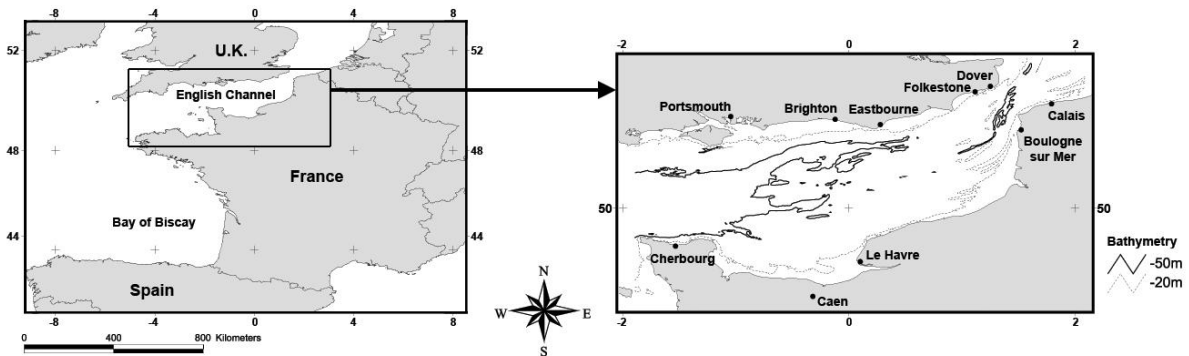 -8 -4 0 4 8
52 52
U.K.
English Channel
48 48
France
Bay of Biscay
44 44
Spain
-8 -4 0 4 8
0 400 800 Kilometers
N
W E
S
-2 0 2
Dover
Folkestone
Portsmouth Brighton Eastbourne
Calais
Boulogne
sur Mer
50 50
Cherbourg
Le Havre
Caen
-2 0 2
Bathymetry
-50m
-20m